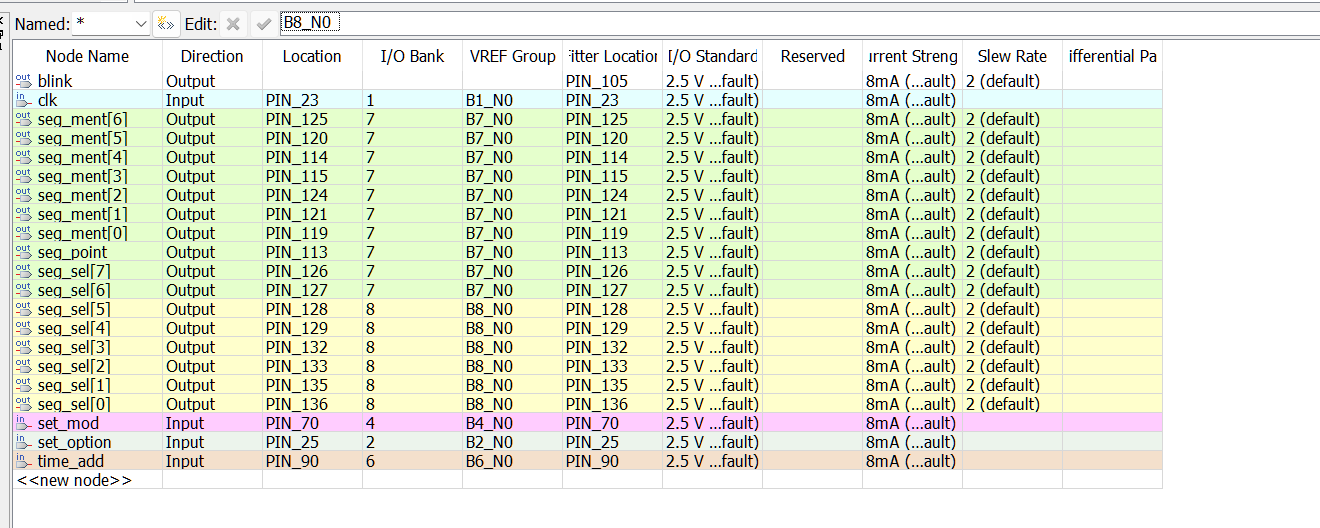 Named: * Edit: B8_N0
Node Name Direction Location I/O Bank VREF Group itter Location I/O Standard Reserved urrent Streng Slew Rate ifferential Pa
out blink Output PIN_105 2.5 V ...fault) 8mA (...ault) 2 (default)
in clk Input PIN_23 1 B1_N0 PIN_23 2.5 V ...fault) 8mA (...ault)
out seg_ment[6] Output PIN_125 7 B7_N0 PIN_125 2.5 V ...fault) 8mA (...ault) 2 (default)
out seg_ment[5] Output PIN_120 7 B7_N0 PIN_120 2.5 V ...fault) 8mA (...ault) 2 (default)
out seg_ment[4] Output PIN_114 7 B7_N0 PIN_114 2.5 V ...fault) 8mA (...ault) 2 (default)
out seg_ment[3] Output PIN_115 7 B7_N0 PIN_115 2.5 V ...fault) 8mA (...ault) 2 (default)
out seg_ment[2] Output PIN_124 7 B7_N0 PIN_124 2.5 V ...fault) 8mA (...ault) 2 (default)
out seg_ment[1] Output PIN_121 7 B7_N0 PIN_121 2.5 V ...fault) 8mA (...ault) 2 (default)
out seg_ment[0] Output PIN_119 7 B7_N0 PIN_119 2.5 V ...fault) 8mA (...ault) 2 (default)
out seg_point Output PIN_113 7 B7_N0 PIN_113 2.5 V ...fault) 8mA (...ault) 2 (default)
out seg_sel[7] Output PIN_126 7 B7_N0 PIN_126 2.5 V ...fault) 8mA (...ault) 2 (default)
out seg_sel[6] Output PIN_127 7 B7_N0 PIN_127 2.5 V ...fault) 8mA (...ault) 2 (default)
out seg_sel[5] Output PIN_128 8 B8_N0 PIN_128 2.5 V ...fault) 8mA (...ault) 2 (default)
out seg_sel[4] Output PIN_129 8 B8_N0 PIN_129 2.5 V ...fault) 8mA (...ault) 2 (default)
out seg_sel[3] Output PIN_132 8 B8_N0 PIN_132 2.5 V ...fault) 8mA (...ault) 2 (default)
out seg_sel[2] Output PIN_133 8 B8_N0 PIN_133 2.5 V ...fault) 8mA (...ault) 2 (default)
out seg_sel[1] Output PIN_135 8 B8_N0 PIN_135 2.5 V ...fault) 8mA (...ault) 2 (default)
out seg_sel[0] Output PIN_136 8 B8_N0 PIN_136 2.5 V ...fault) 8mA (...ault) 2 (default)
in set_mod Input PIN_70 4 B4_N0 PIN_70 2.5 V ...fault) 8mA (...ault)
in set_option Input PIN_25 2 B2_N0 PIN_25 2.5 V ...fault) 8mA (...ault)
in time_add Input PIN_90 6 B6_N0 PIN_90 2.5 V ...fault) 8mA (...ault)
<<new node>>